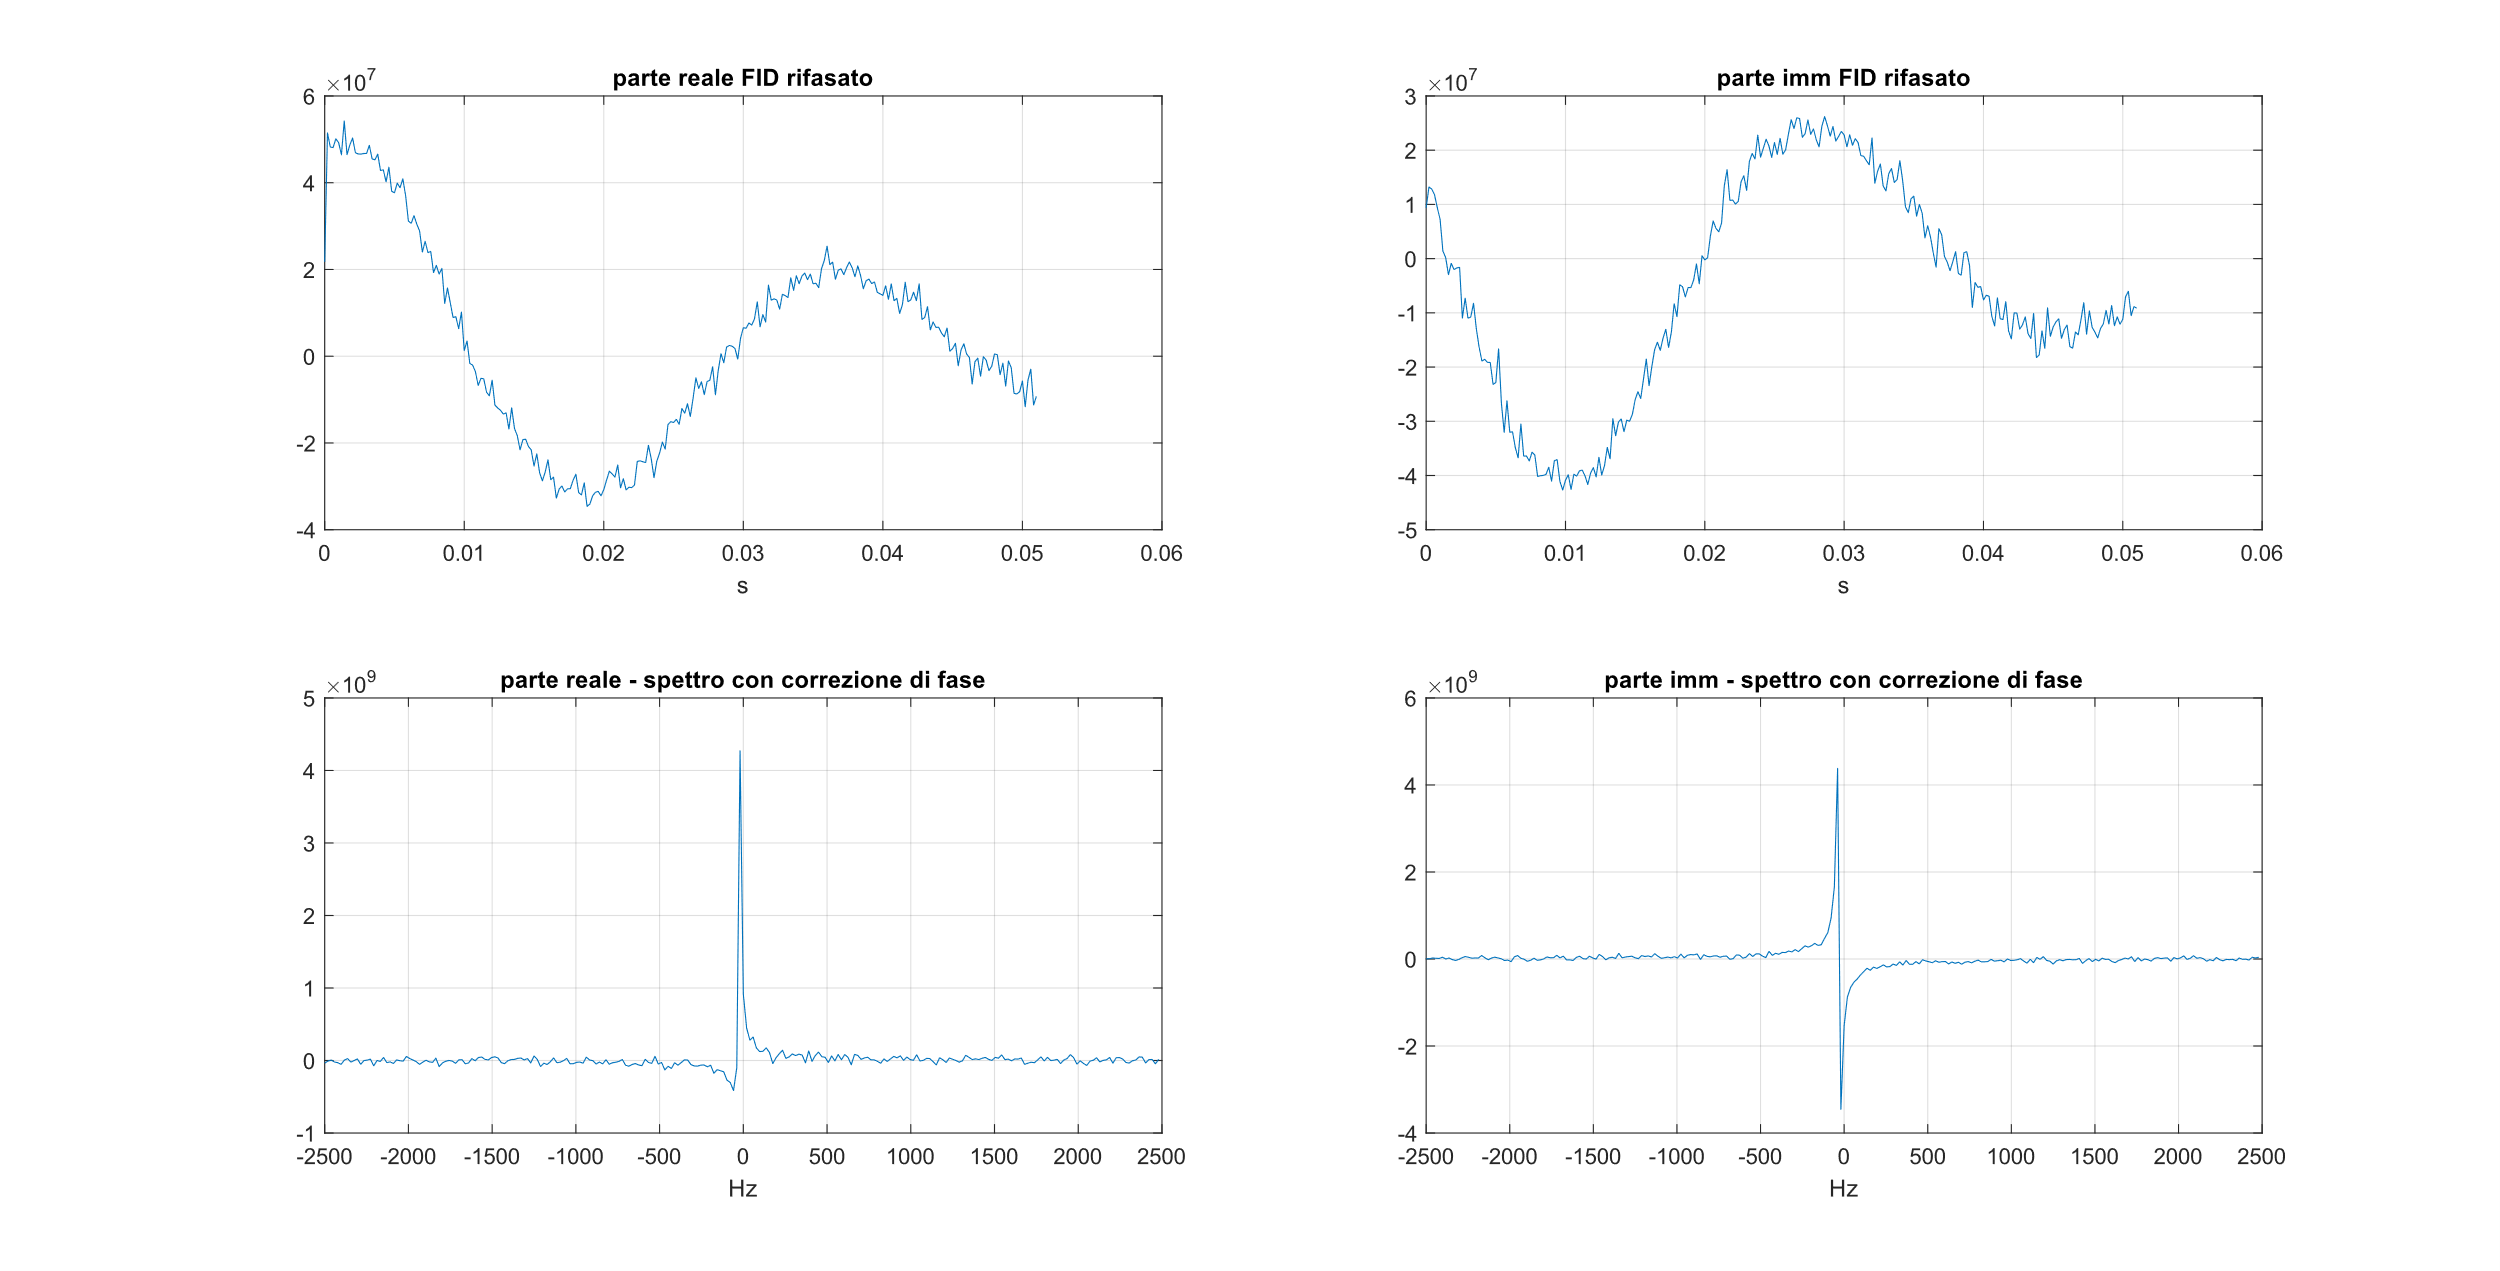 parte reale FID rifasato
×10^7
6
4
2
0
-2
-4
0 0.01 0.02 0.03 0.04 0.05 0.06
s
parte imm FID rifasato
×10^7
3
2
1
0
-1
-2
-3
-4
-5
0 0.01 0.02 0.03 0.04 0.05 0.06
s
parte reale - spettro con correzione di fase
×10^9
5
4
3
2
1
0
-1
-2500 -2000 -1500 -1000 -500 0 500 1000 1500 2000 2500
Hz
parte imm - spettro con correzione di fase
×10^9
6
4
2
0
-2
-4
-2500 -2000 -1500 -1000 -500 0 500 1000 1500 2000 2500
Hz